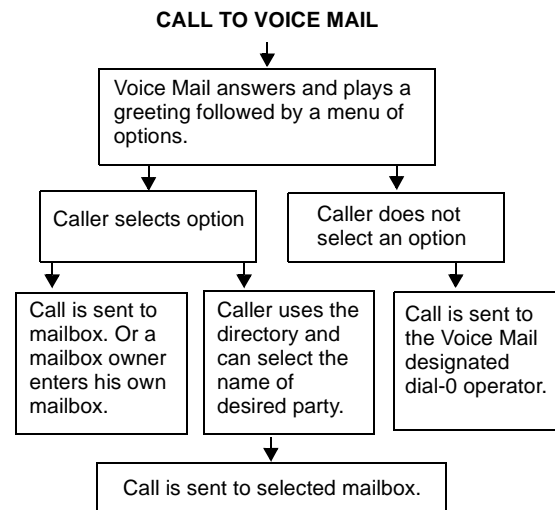 CALL TO VOICE MAIL
Voice Mail answers and plays a
greeting followed by a menu of
options.
Caller selects option
Caller does not
select an option
Call is sent to
mailbox. Or a
mailbox owner
enters his own
mailbox.
Caller uses the
directory and
can select the
name of
desired party.
Call is sent to
the Voice Mail
designated
dial-0 operator.
Call is sent to selected mailbox.